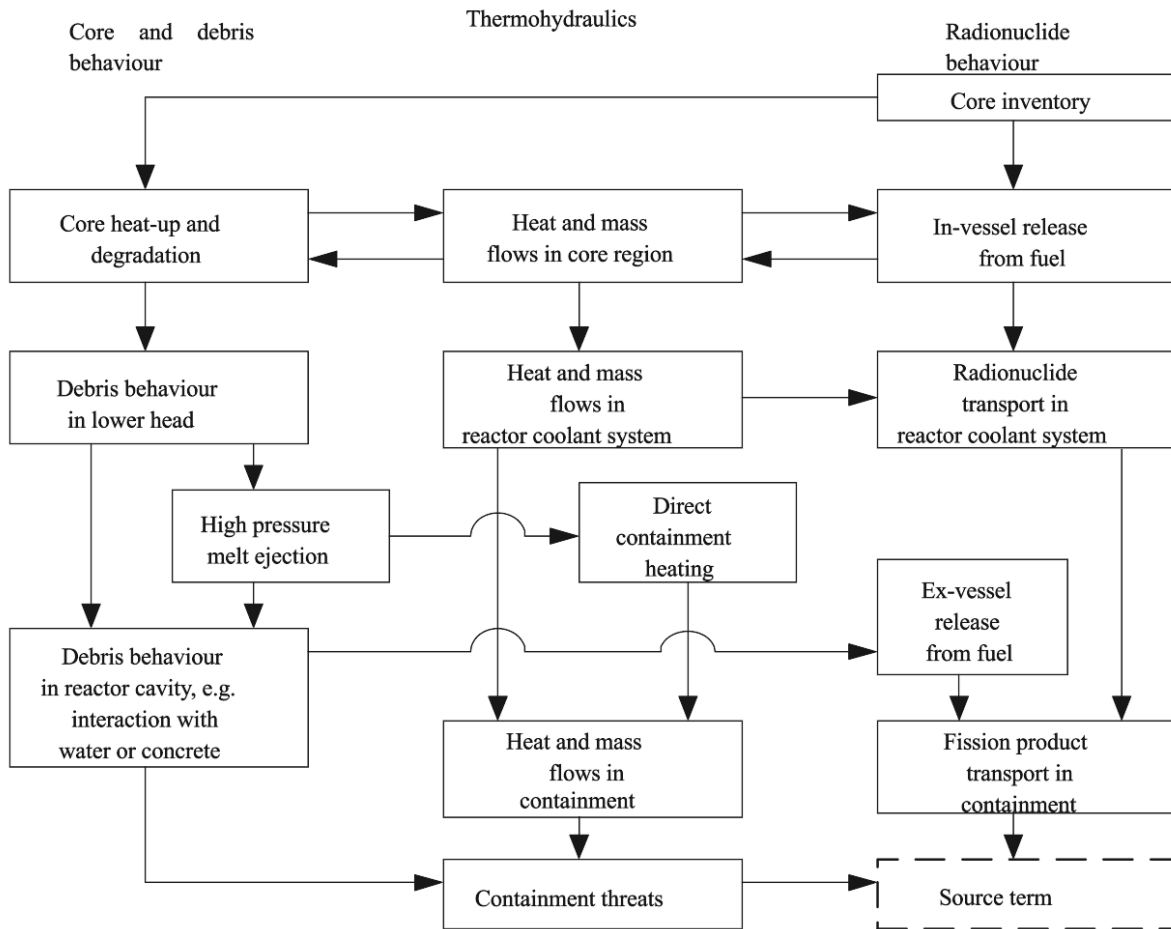 Thermohydraulics
Core and debris
behaviour
Radionuclide
behaviour
Core inventory
Core heat-up and
degradation
Heat and mass
flows in core region
In-vessel release
from fuel
Debris behaviour
in lower head
Heat and mass
flows in
reactor coolant system
Radionuclide
transport in
reactor coolant system
High pressure
melt ejection
Direct
containment
heating
Ex-vessel
release
from fuel
Debris behaviour
in reactor cavity, e.g.
interaction with
water or concrete
Heat and mass
flows in
containment
Fission product
transport in
containment
Containment threats
Source term